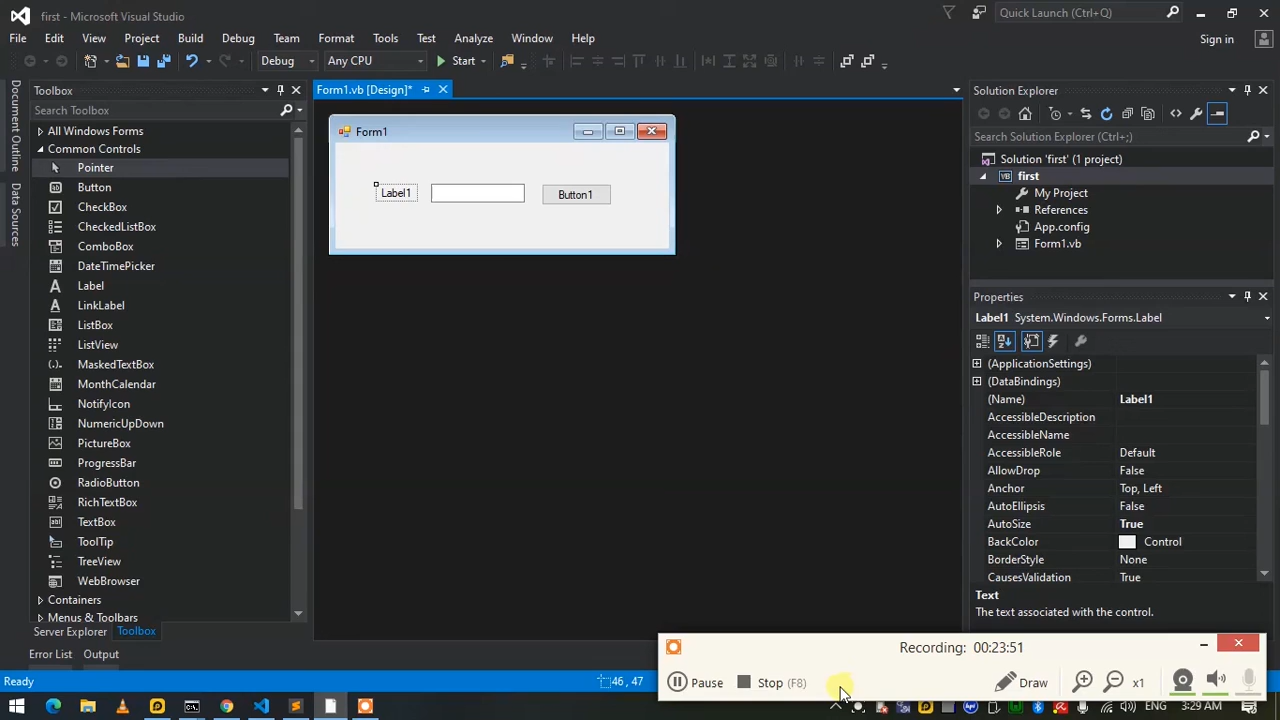 first - Microsoft Visual Studio
Quick Launch (Ctrl+Q)
File Edit View Project Build Debug Team Format Tools Test Analyze Window Help
Sign in
Debug Any CPU Start
Document Outline
Data Sources
Toolbox
Search Toolbox
All Windows Forms
Common Controls
Pointer
Button
CheckBox
CheckedListBox
ComboBox
DateTimePicker
Label
LinkLabel
ListBox
ListView
MaskedTextBox
MonthCalendar
NotifyIcon
NumericUpDown
PictureBox
ProgressBar
RadioButton
RichTextBox
TextBox
ToolTip
TreeView
WebBrowser
Containers
Menus & Toolbars
Server Explorer Toolbox
Error List Output
Form1.vb [Design]*
Form1
Label1
Button1
Solution Explorer
Search Solution Explorer (Ctrl+;)
Solution 'first' (1 project)
VB first
My Project
References
App.config
Form1.vb
Properties
Label1 System.Windows.Forms.Label
(ApplicationSettings)
(DataBindings)
(Name) Label1
AccessibleDescription
AccessibleName
AccessibleRole Default
AllowDrop False
Anchor Top, Left
AutoEllipsis False
AutoSize True
BackColor Control
BorderStyle None
CausesValidation True
Text
The text associated with the control.
Recording: 00:23:51
Pause Stop (F8) Draw x1
Ready
46, 47
ENG 3:29 AM